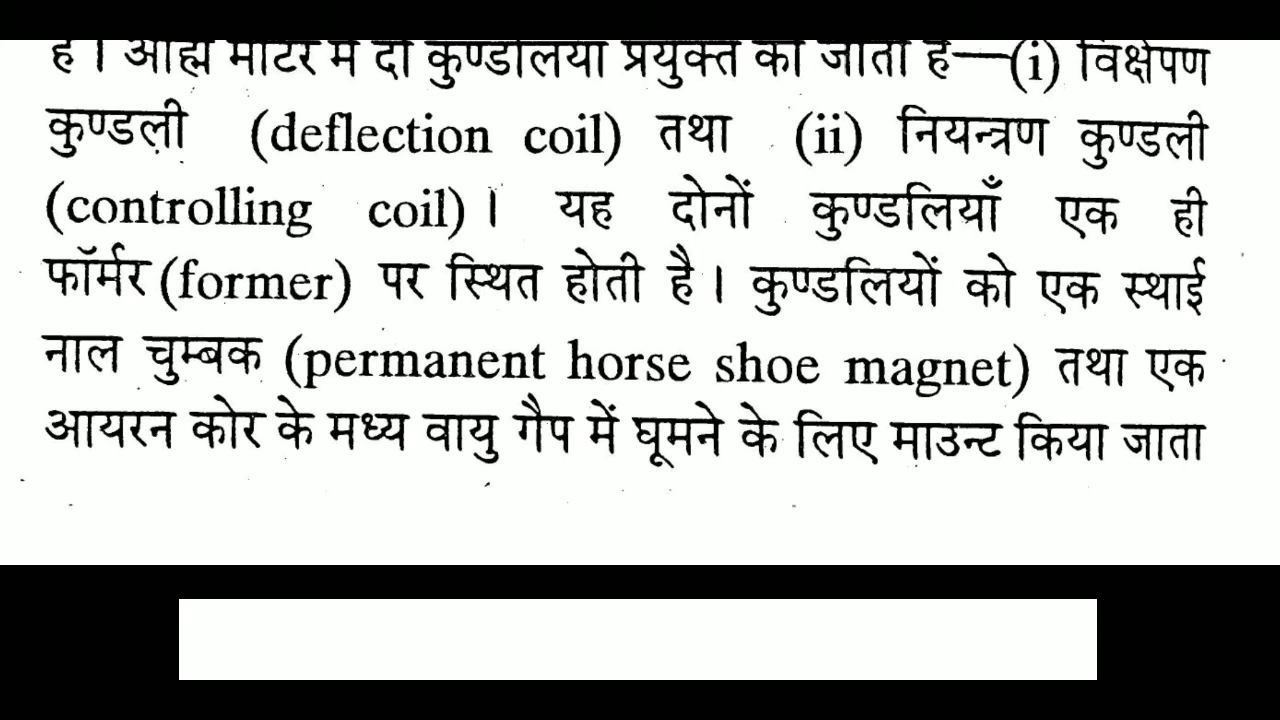 है । ओह्म मीटर में दो कुण्डलियाँ प्रयुक्त की जाती हैं—(i) विक्षेपण
कुण्डली (deflection coil) तथा (ii) नियन्त्रण कुण्डली
(controlling coil) । यह दोनों कुण्डलियाँ एक ही
फॉर्मर (former) पर स्थित होती है । कुण्डलियों को एक स्थाई
नाल चुम्बक (permanent horse shoe magnet) तथा एक
आयरन कोर के मध्य वायु गैप में घूमने के लिए माउन्ट किया जाता